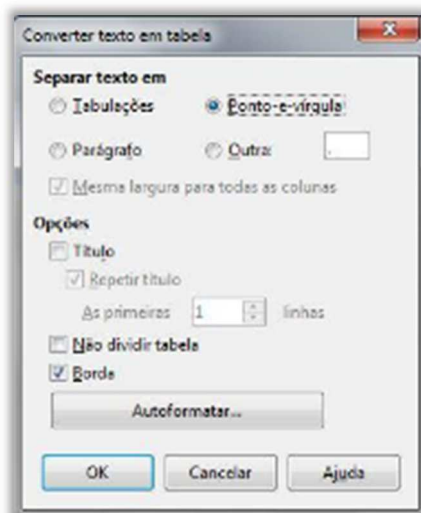 Converter texto em tabela
Separar texto em
Tabulações Ponto-e-vírgula
Parágrafo Outra: .
Mesma largura para todas as colunas
Opções
Título
Repetir título
As primeiras 1 linhas
Não dividir tabela
Borda
Autoformatar...
OK Cancelar Ajuda